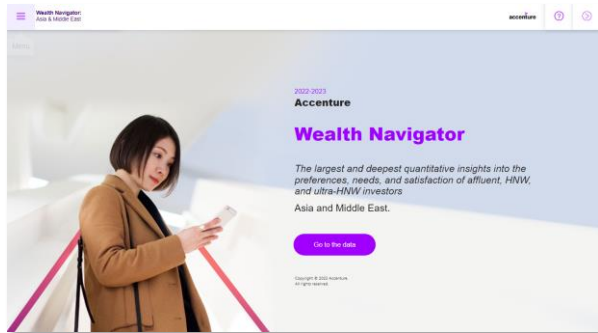 Wealth Navigator:
Asia & Middle East
accenture
?
2022-2023
Accenture
Wealth Navigator
The largest and deepest quantitative insights into the
preferences, needs, and satisfaction of affluent, HNW,
and ultra-HNW investors
Asia and Middle East.
Go to the data
Copyright © 2022 Accenture
All rights reserved.